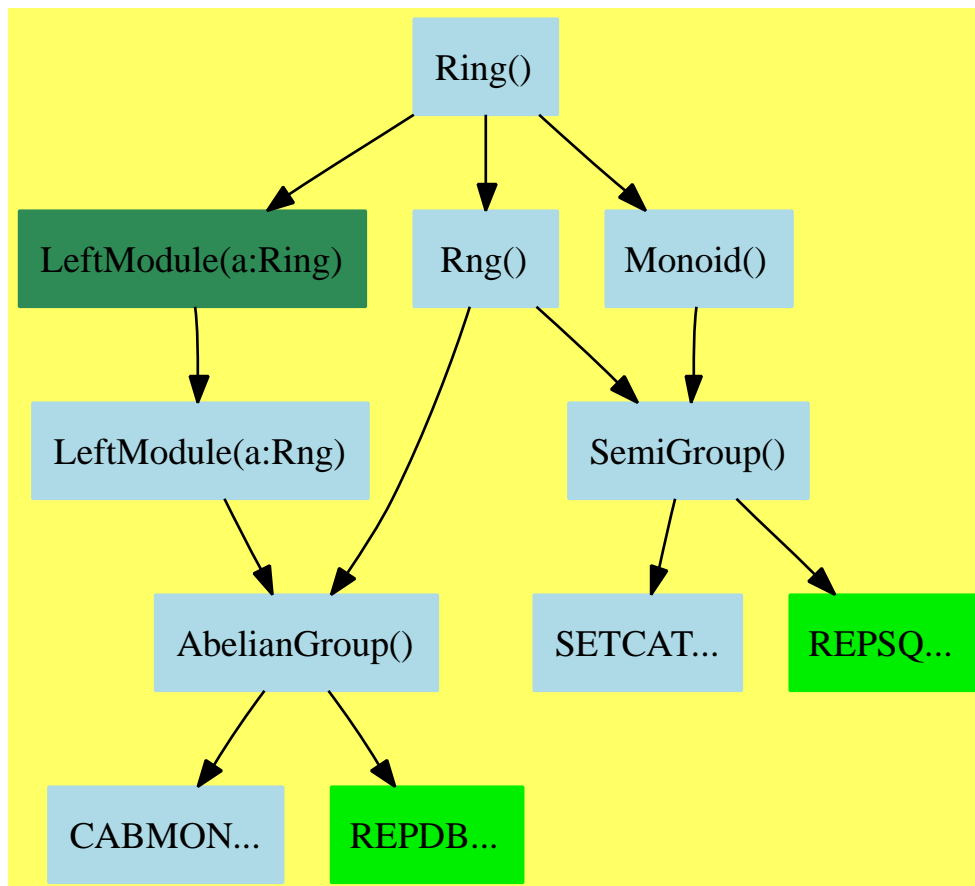 Ring()
LeftModule(a:Ring)
Rng()
Monoid()
LeftModule(a:Rng)
SemiGroup()
AbelianGroup()
SETCAT...
REPSQ...
CABMON...
REPDB...